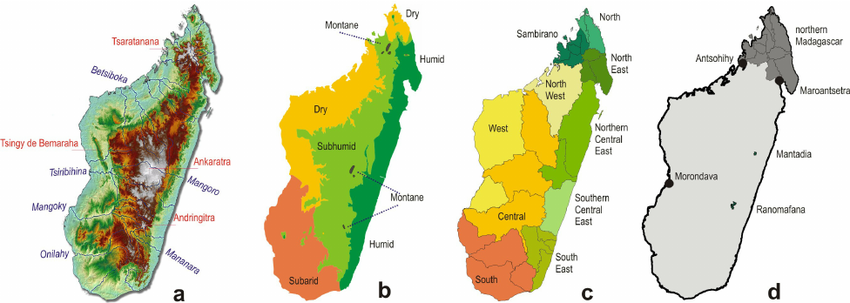 Tsaratanana
Betsiboka
Tsingy de Bemaraha
Tsiribihina
Ankaratra
Mangoro
Mangoky
Andringitra
Onilahy
Mananara
a
Montane
Dry
Humid
Dry
Subhumid
Montane
Humid
Subarid
b
North
Sambirano
North
East
North
West
West
Northern
Central
East
Southern
Central
East
Central
South
East
South
c
northern
Madagascar
Antsohihy
Maroantsetra
Mantadia
Morondava
Ranomafana
d